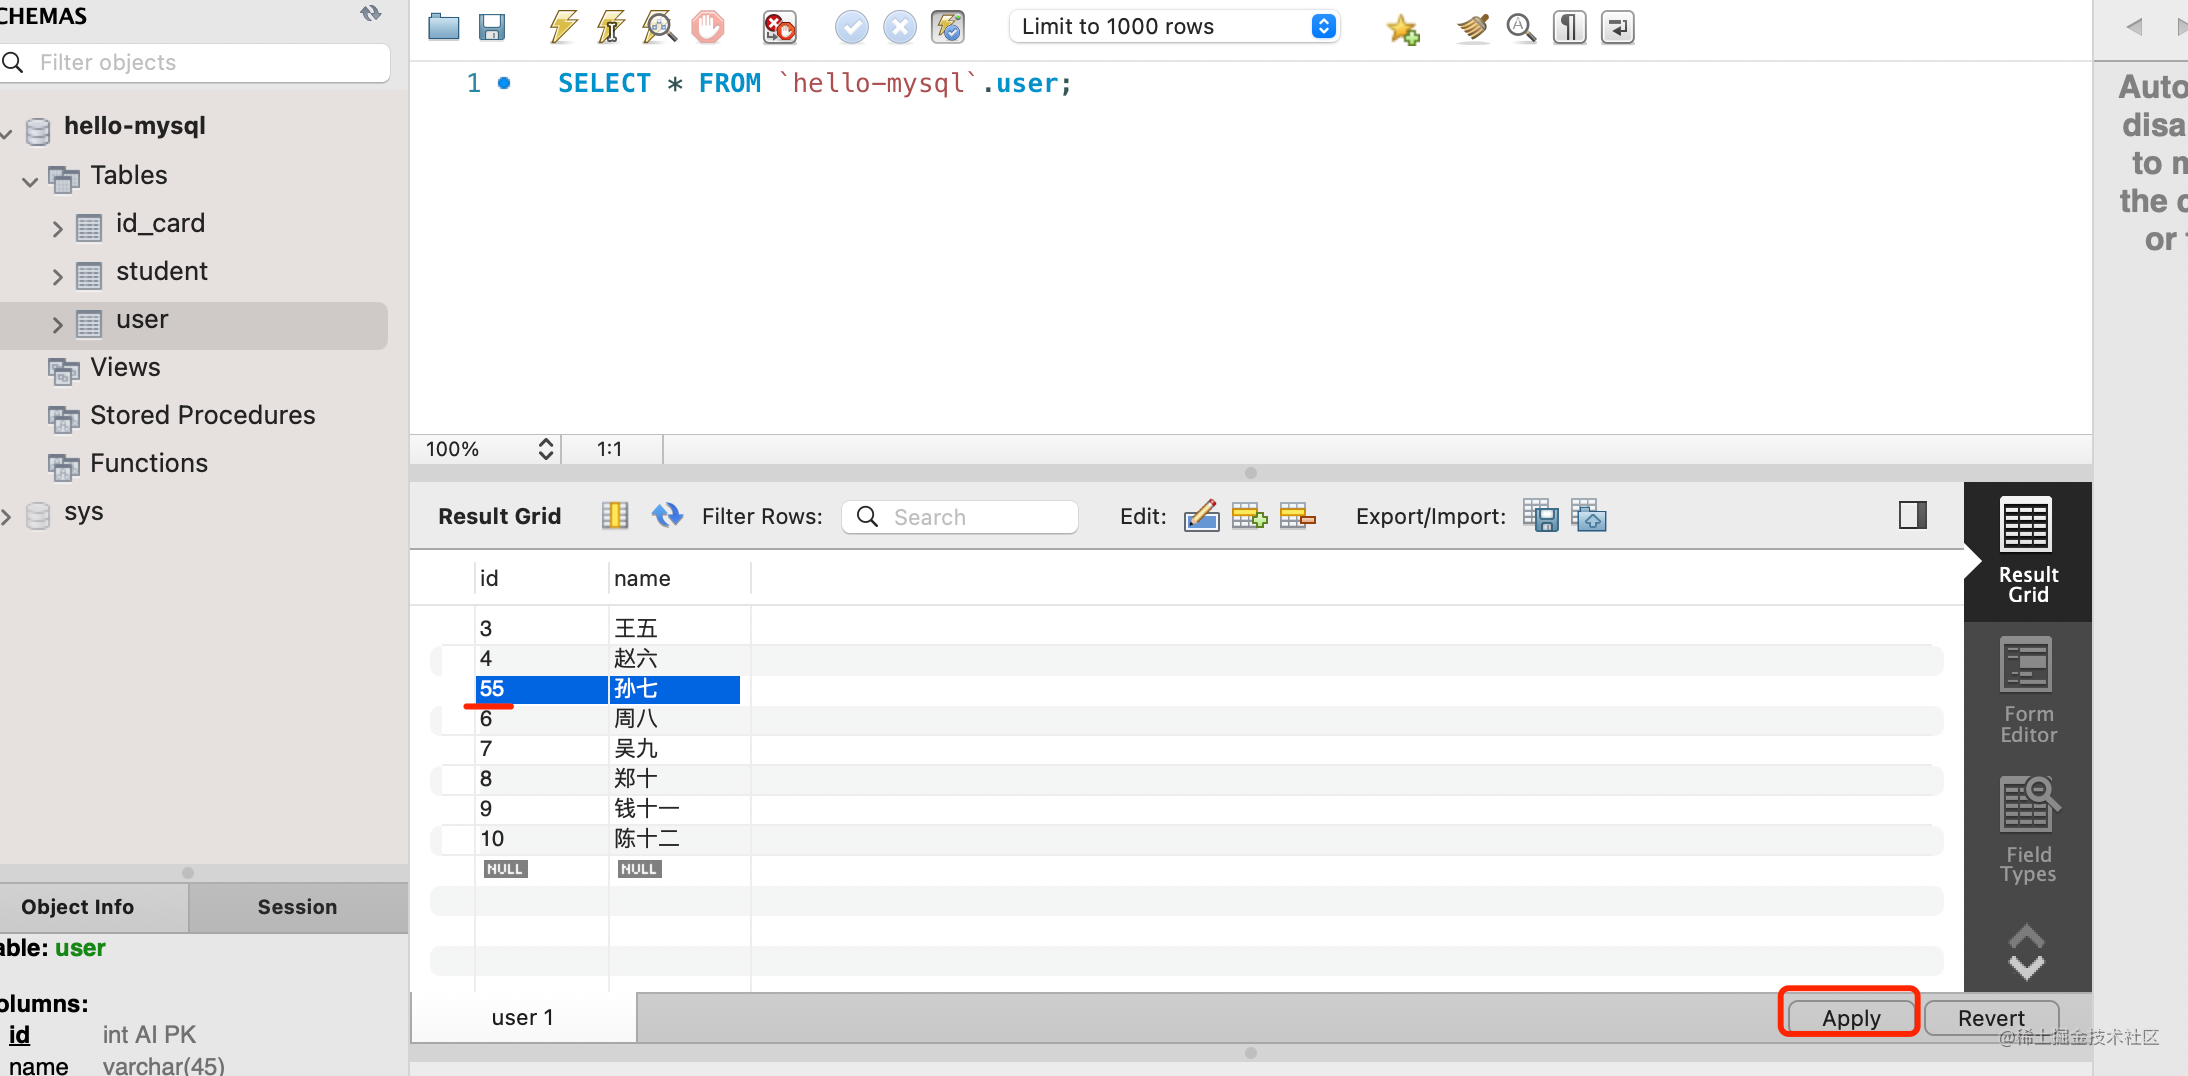 CHEMAS
Filter objects
hello-mysql
Tables
id_card
student
user
Views
Stored Procedures
Functions
sys
Object Info
Session
able: user
olumns:
id int AI PK
name varchar(45)
Limit to 1000 rows
1 SELECT * FROM `hello-mysql`.user;
100% 1:1
Result Grid Filter Rows: Search Edit: Export/Import:
id name
3 王五
4 赵六
55 孙七
6 周八
7 吴九
8 郑十
9 钱十一
10 陈十二
NULL NULL
user 1
Apply Revert
Result
Grid
Form
Editor
Field
Types
Auto
disa
to m
the c
or
@稀土掘金技术社区